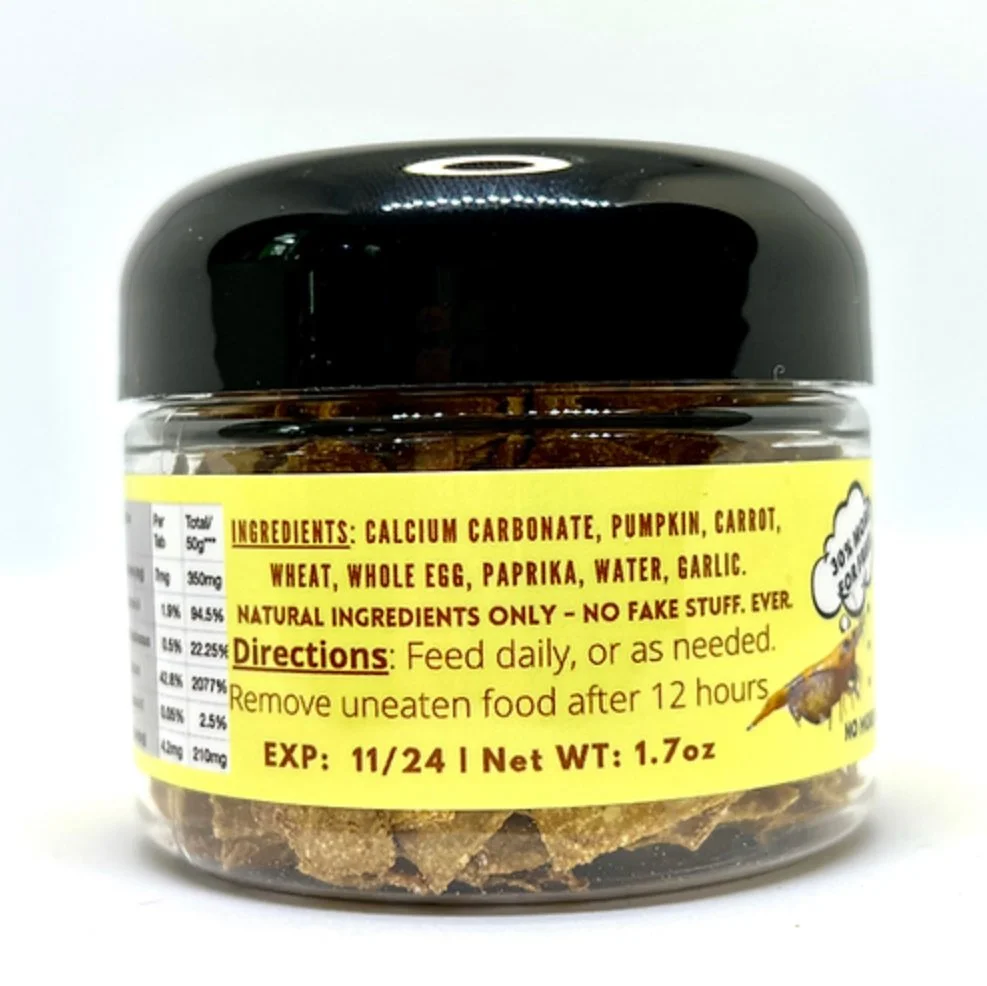 Per Total/
Tab 50g***
7mg 350mg
1.9% 94.5%
0.5% 22.25%
42.8% 2077%
0.05% 2.5%
4.2mg 210mg
INGREDIENTS: CALCIUM CARBONATE, PUMPKIN, CARROT,
WHEAT, WHOLE EGG, PAPRIKA, WATER, GARLIC.
NATURAL INGREDIENTS ONLY – NO FAKE STUFF. EVER.
Directions: Feed daily, or as needed.
Remove uneaten food after 12 hours
EXP: 11/24 | Net WT: 1.7oz
30% MORE
NO